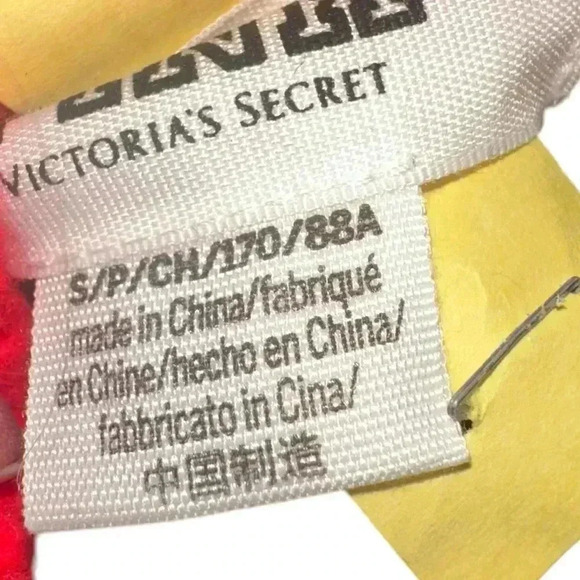 VICTORIA'S SECRET
S/P/CH/170/88A
made in China/fabriqué
en Chine/hecho en China/
fabbricato in Cina/
中国制造